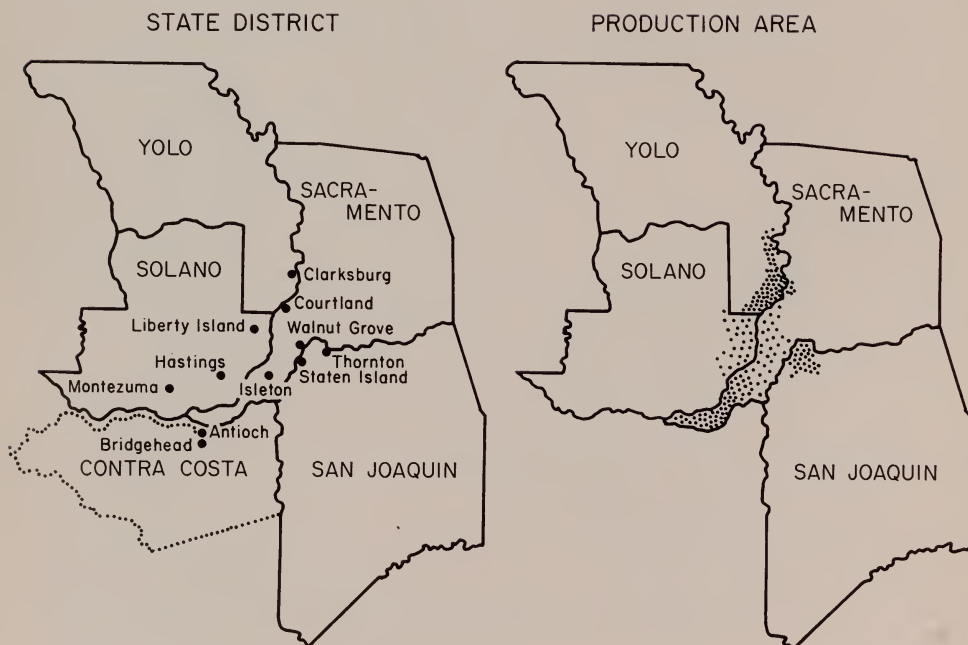 STATE DISTRICT
YOLO
SACRA-
MENTO
SOLANO
Clarksburg
Courtland
Liberty Island
Walnut Grove
Thornton
Hastings
Staten Island
Montezuma
Isleton
Antioch
Bridgehead
CONTRA COSTA
SAN JOAQUIN
PRODUCTION AREA
YOLO
SACRA-
MENTO
SOLANO
SAN JOAQUIN